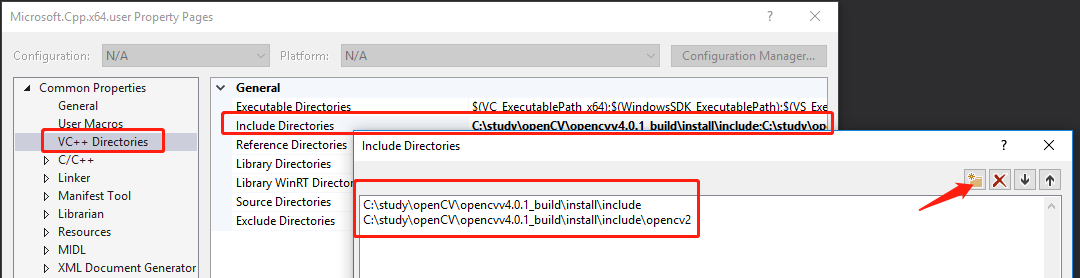 Microsoft.Cpp.x64.user Property Pages
? ×
Configuration: N/A Platform: N/A Configuration Manager...
Common Properties
General
User Macros
VC++ Directories
C/C++
Linker
Manifest Tool
Librarian
Resources
MIDL
XML Document Generator
General
Executable Directories $(VC_ExecutablePath_x64);$(WindowsSDK_ExecutablePath);$(VS_Exe
Include Directories C:\study\openCV\opencvv4.0.1_build\install\include;C:\study\op
Reference Directories
Library Directories
Library WinRT Director
Source Directories
Exclude Directories
Include Directories
? ×
C:\study\openCV\opencvv4.0.1_build\install\include
C:\study\openCV\opencvv4.0.1_build\install\include\opencv2